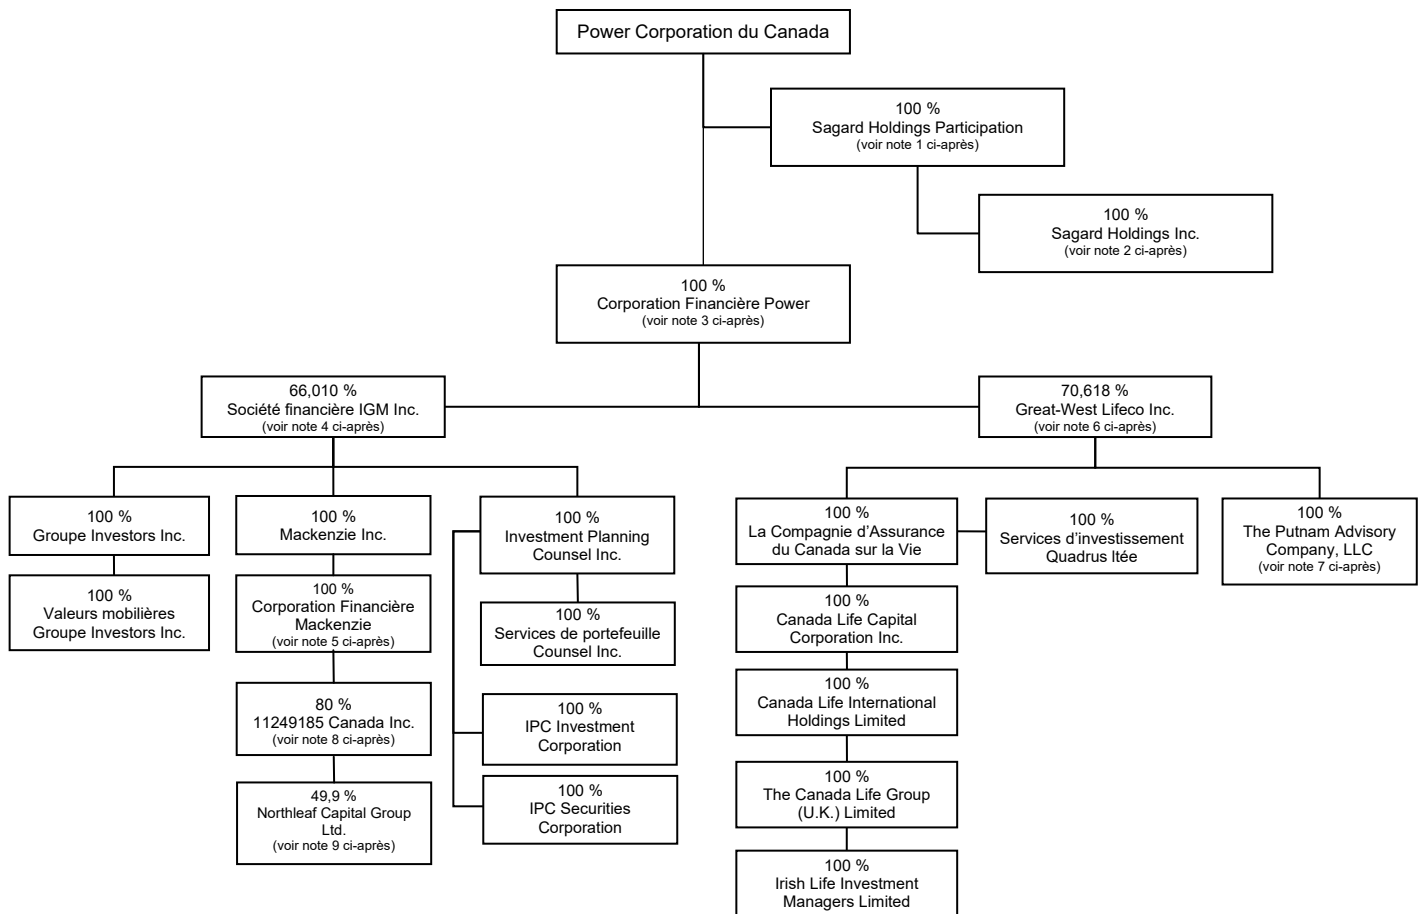 Power Corporation du Canada
100 %
Sagard Holdings Participation
(voir note 1 ci-après)
100 %
Sagard Holdings Inc.
(voir note 2 ci-après)
100 %
Corporation Financière Power
(voir note 3 ci-après)
66,010 %
Société financière IGM Inc.
(voir note 4 ci-après)
70,618 %
Great-West Lifeco Inc.
(voir note 6 ci-après)
100 %
Groupe Investors Inc.
100 %
Valeurs mobilières
Groupe Investors Inc.
100 %
Mackenzie Inc.
100 %
Corporation Financière
Mackenzie
(voir note 5 ci-après)
80 %
11249185 Canada Inc.
(voir note 8 ci-après)
49,9 %
Northleaf Capital Group
Ltd.
(voir note 9 ci-après)
100 %
Investment Planning
Counsel Inc.
100 %
Services de portefeuille
Counsel Inc.
100 %
IPC Investment
Corporation
100 %
IPC Securities
Corporation
100 %
La Compagnie d’Assurance
du Canada sur la Vie
100 %
Services d’investissement
Quadrus ltée
100 %
The Putnam Advisory
Company, LLC
(voir note 7 ci-après)
100 %
Canada Life Capital
Corporation Inc.
100 %
Canada Life International
Holdings Limited
100 %
The Canada Life Group
(U.K.) Limited
100 %
Irish Life Investment
Managers Limited